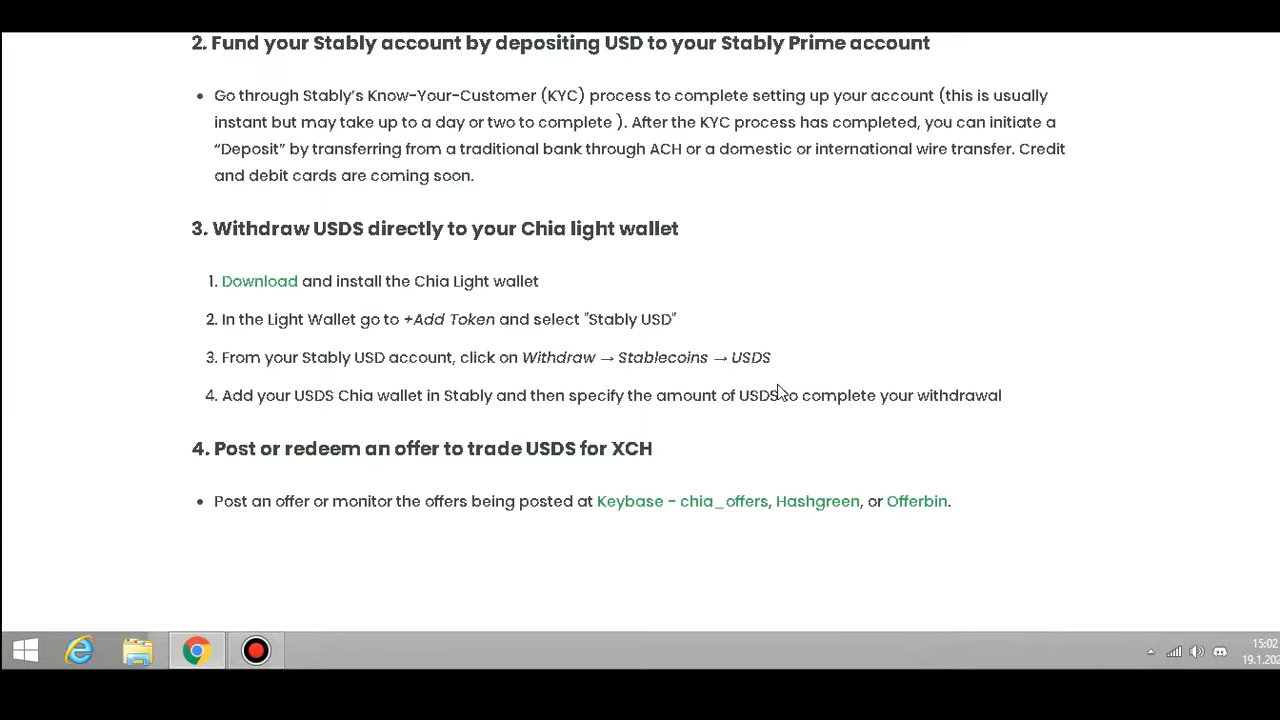 2. Fund your Stably account by depositing USD to your Stably Prime account
• Go through Stably’s Know-Your-Customer (KYC) process to complete setting up your account (this is usually
instant but may take up to a day or two to complete ). After the KYC process has completed, you can initiate a
“Deposit” by transferring from a traditional bank through ACH or a domestic or international wire transfer. Credit
and debit cards are coming soon.
3. Withdraw USDS directly to your Chia light wallet
1. Download and install the Chia Light wallet
2. In the Light Wallet go to +Add Token and select "Stably USD"
3. From your Stably USD account, click on Withdraw → Stablecoins → USDS
4. Add your USDS Chia wallet in Stably and then specify the amount of USDS to complete your withdrawal
4. Post or redeem an offer to trade USDS for XCH
• Post an offer or monitor the offers being posted at Keybase - chia_offers, Hashgreen, or Offerbin.
15:02
19.1.202